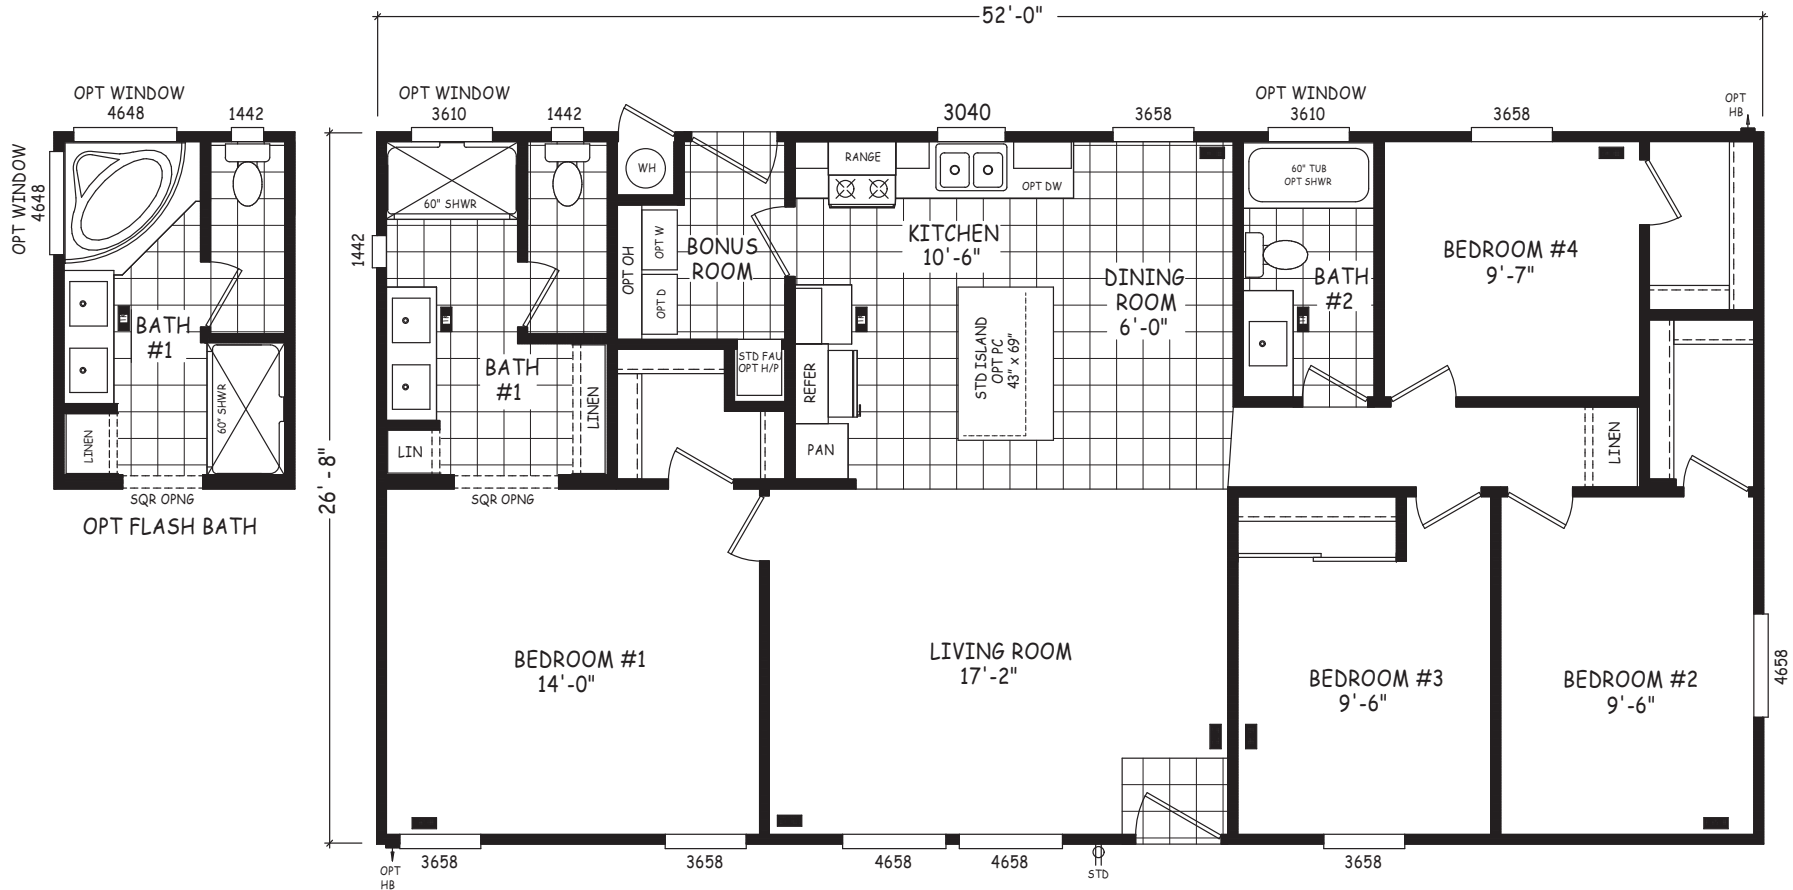 52'-0"
OPT WINDOW
4648
1442
OPT WINDOW
3610
1442
3040
3658
OPT WINDOW
3610
3658
OPT
HB
OPT WINDOW
4648
BATH
#1
60" SHWR
LINEN
SQR OPNG
OPT FLASH BATH
26'-8"
1442
60" SHWR
BATH
#1
LIN
LINEN
SQR OPNG
WH
OPT OH
OPT W
OPT D
BONUS
ROOM
STD FAU
OPT H/P
RANGE
OPT DW
KITCHEN
10'-6"
DINING
ROOM
6'-0"
STD ISLAND
OPT PC
43" x 69"
REFER
PAN
60" TUB
OPT SHWR
BATH
#2
BEDROOM #4
9'-7"
LINEN
BEDROOM #1
14'-0"
LIVING ROOM
17'-2"
BEDROOM #3
9'-6"
BEDROOM #2
9'-6"
4658
OPT
HB
3658
3658
4658
4658
STD
3658